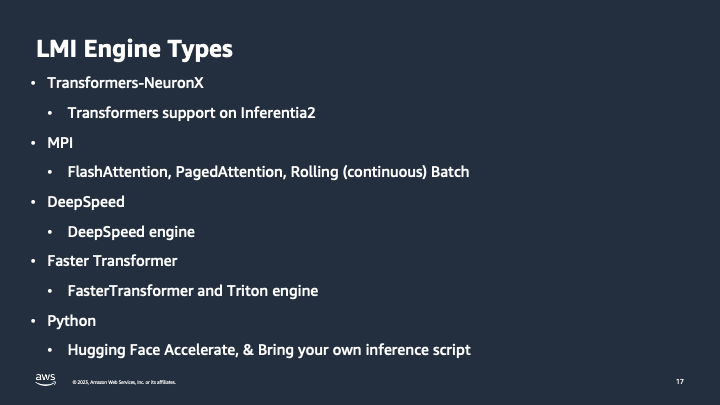 LMI Engine Types
• Transformers-NeuronX
• Transformers support on Inferentia2
• MPI
• FlashAttention, PagedAttention, Rolling (continuous) Batch
• DeepSpeed
• DeepSpeed engine
• Faster Transformer
• FasterTransformer and Triton engine
• Python
• Hugging Face Accelerate, & Bring your own inference script
aws
© 2023, Amazon Web Services, Inc. or its affiliates.
17